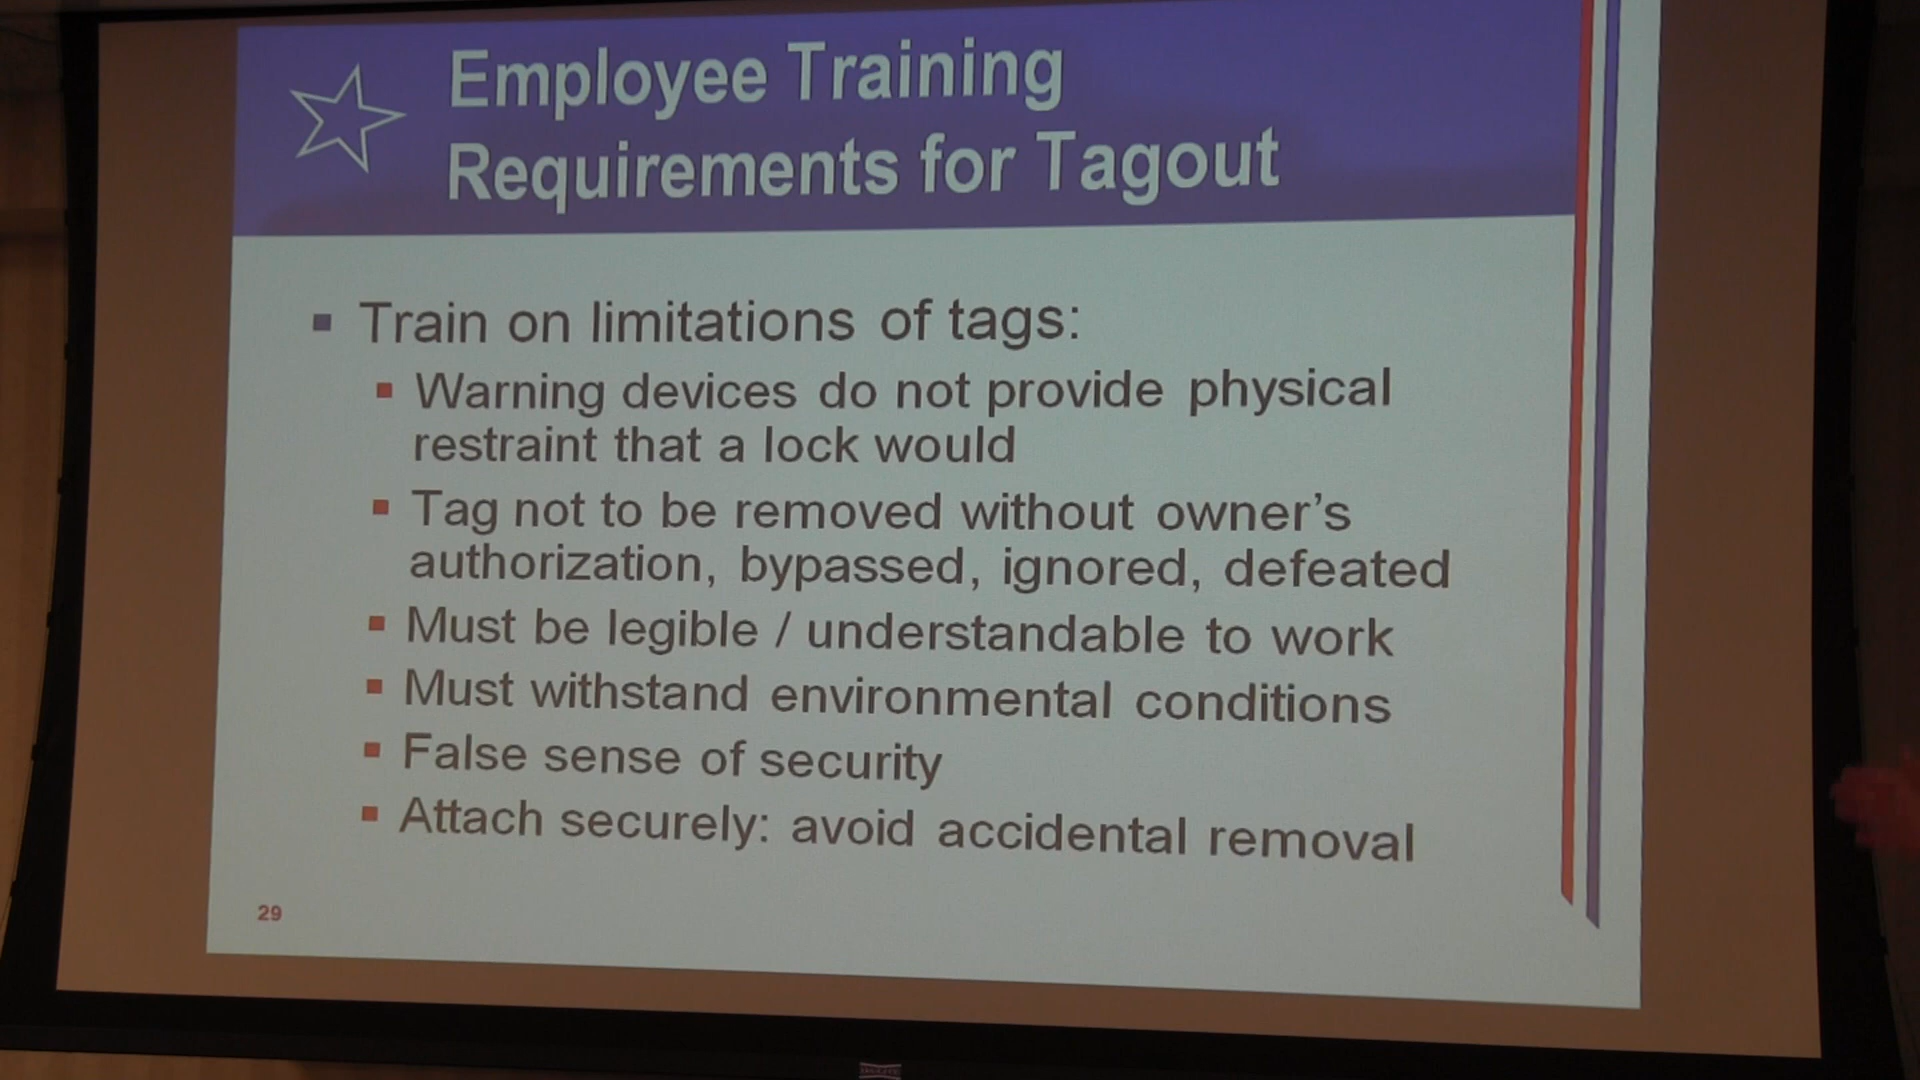 Employee Training
Requirements for Tagout
▪ Train on limitations of tags:
▪ Warning devices do not provide physical
restraint that a lock would
▪ Tag not to be removed without owner's
authorization, bypassed, ignored, defeated
▪ Must be legible / understandable to work
▪ Must withstand environmental conditions
▪ False sense of security
▪ Attach securely: avoid accidental removal
29